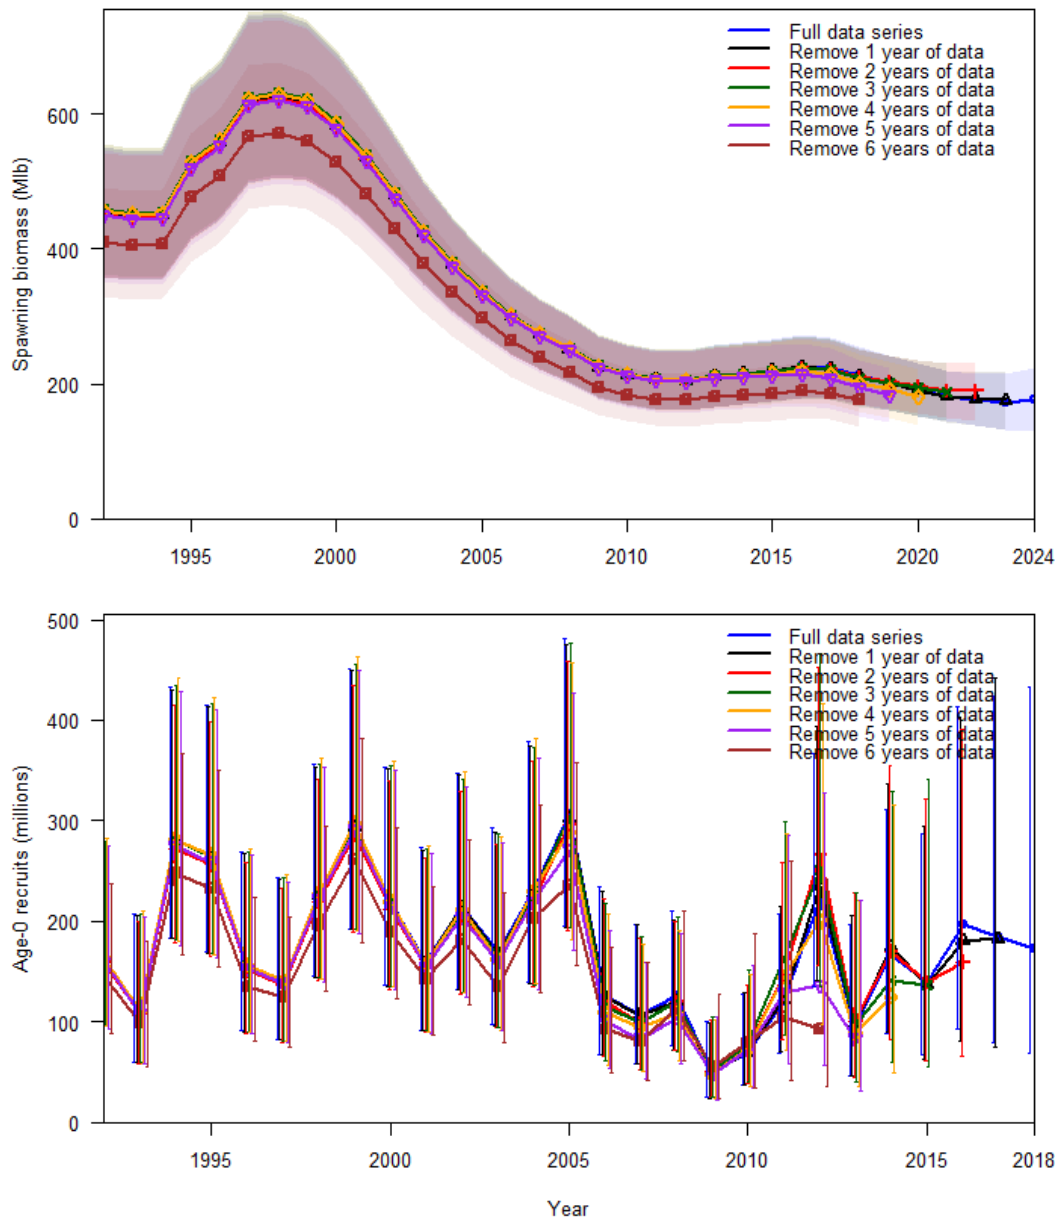 Full data series
Remove 1 year of data
Remove 2 years of data
Remove 3 years of data
Remove 4 years of data
Remove 5 years of data
Remove 6 years of data
Spawning biomass (Mlb)
600
400
200
0
1995 2000 2005 2010 2015 2020 2024
Full data series
Remove 1 year of data
Remove 2 years of data
Remove 3 years of data
Remove 4 years of data
Remove 5 years of data
Remove 6 years of data
Age-0 recruits (millions)
500
400
300
200
100
0
1995 2000 2005 2010 2015 2018
Year